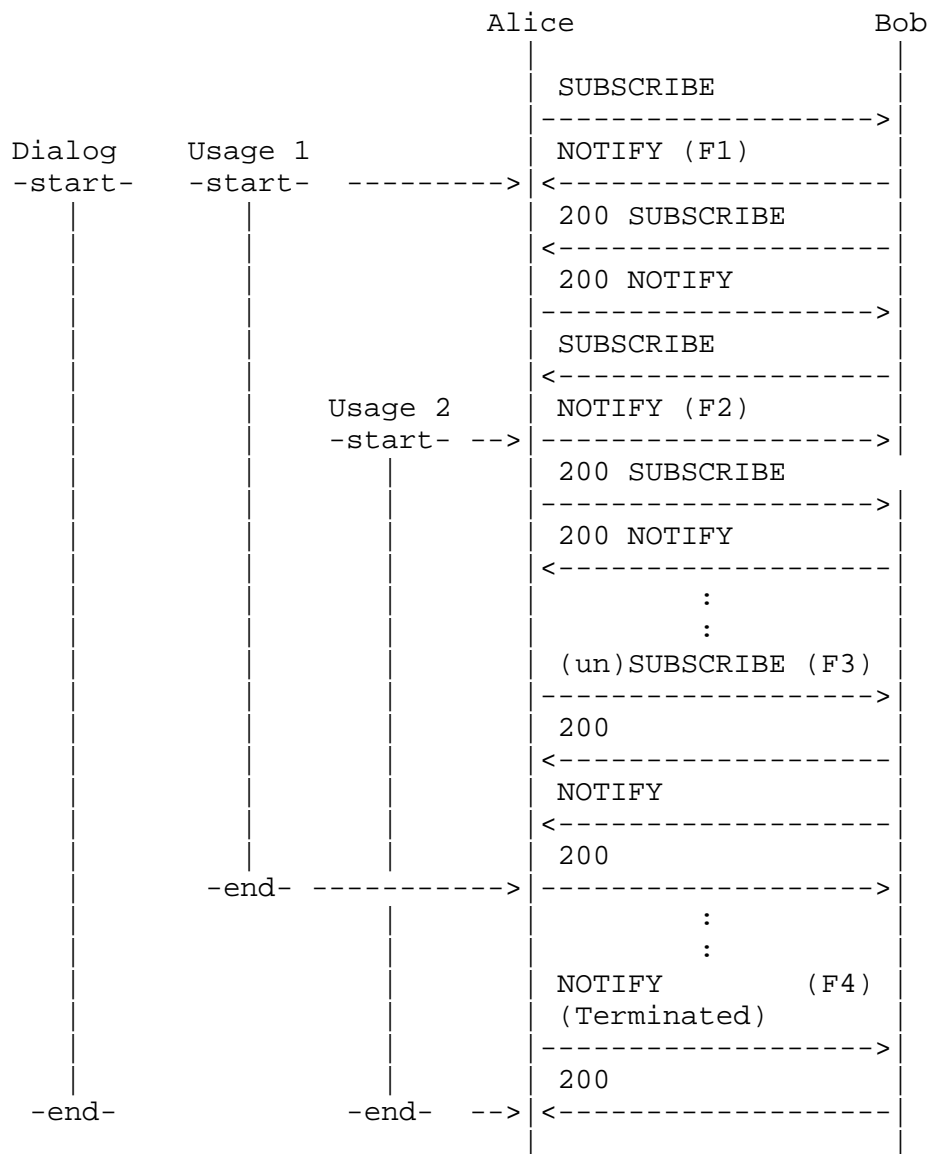 Alice Bob
SUBSCRIBE
Dialog Usage 1 NOTIFY (F1)
-start- -start-
200 SUBSCRIBE
200 NOTIFY
SUBSCRIBE
Usage 2 NOTIFY (F2)
-start-
200 SUBSCRIBE
200 NOTIFY
:
:
(un)SUBSCRIBE (F3)
200
NOTIFY
200
-end-
:
:
NOTIFY (F4)
(Terminated)
200
-end- -end-